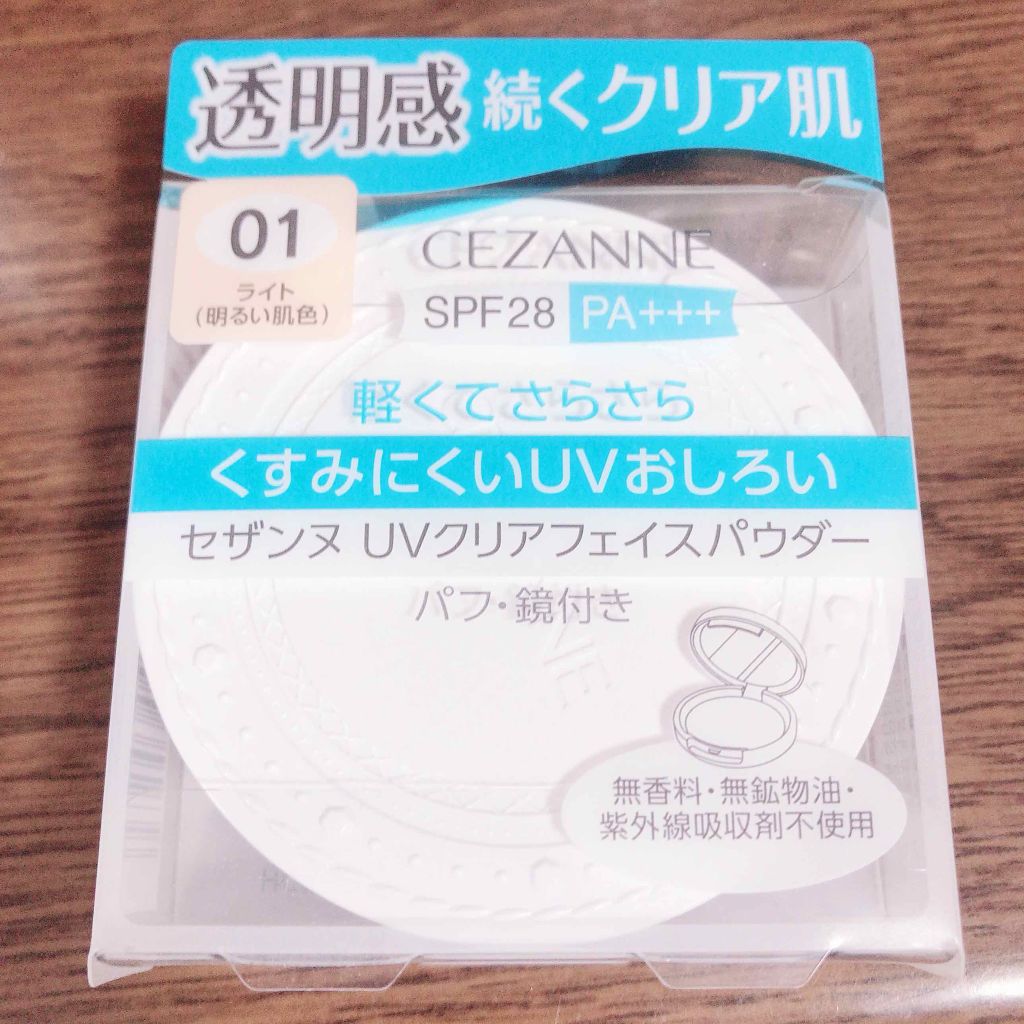 透明感 続くクリア肌
01
ライト
(明るい肌色)
CEZANNE
SPF28 PA+++
軽くてさらさら
くすみにくいUVおしろい
セザンヌ UVクリアフェイスパウダー
パフ・鏡付き
無香料・無鉱物油・
紫外線吸収剤不使用